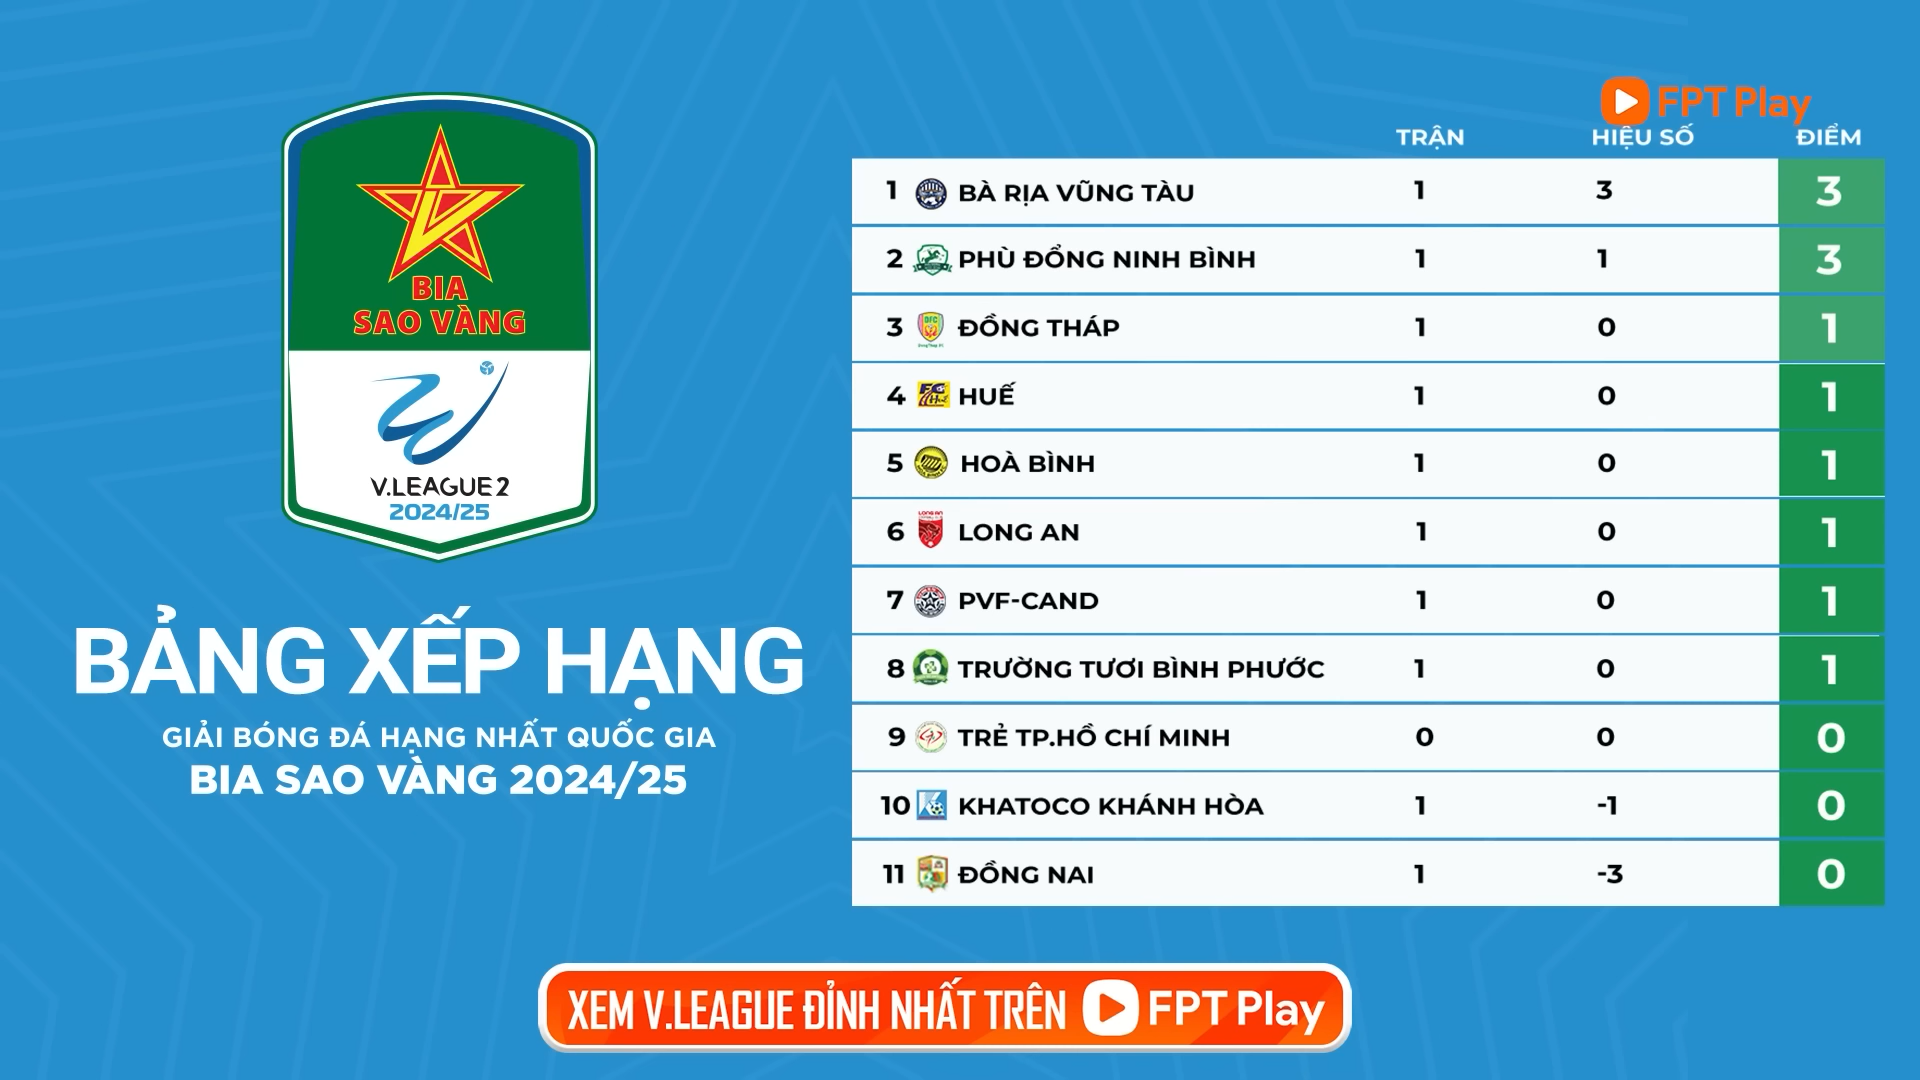 FPT Play
TRẬN HIỆU SỐ ĐIỂM
BIA
SAO VÀNG
V.LEAGUE 2
2024/25
BẢNG XẾP HẠNG
GIẢI BÓNG ĐÁ HẠNG NHẤT QUỐC GIA
BIA SAO VÀNG 2024/25
1 BÀ RỊA VŨNG TÀU 1 3 3
2 PHÙ ĐỔNG NINH BÌNH 1 1 3
3 ĐỒNG THÁP 1 0 1
4 HUẾ 1 0 1
5 HOÀ BÌNH 1 0 1
6 LONG AN 1 0 1
7 PVF-CAND 1 0 1
8 TRƯỜNG TƯƠI BÌNH PHƯỚC 1 0 1
9 TRẺ TP.HỒ CHÍ MINH 0 0 0
10 KHATOCO KHÁNH HÒA 1 -1 0
11 ĐỒNG NAI 1 -3 0
XEM V.LEAGUE ĐỈNH NHẤT TRÊN FPT Play